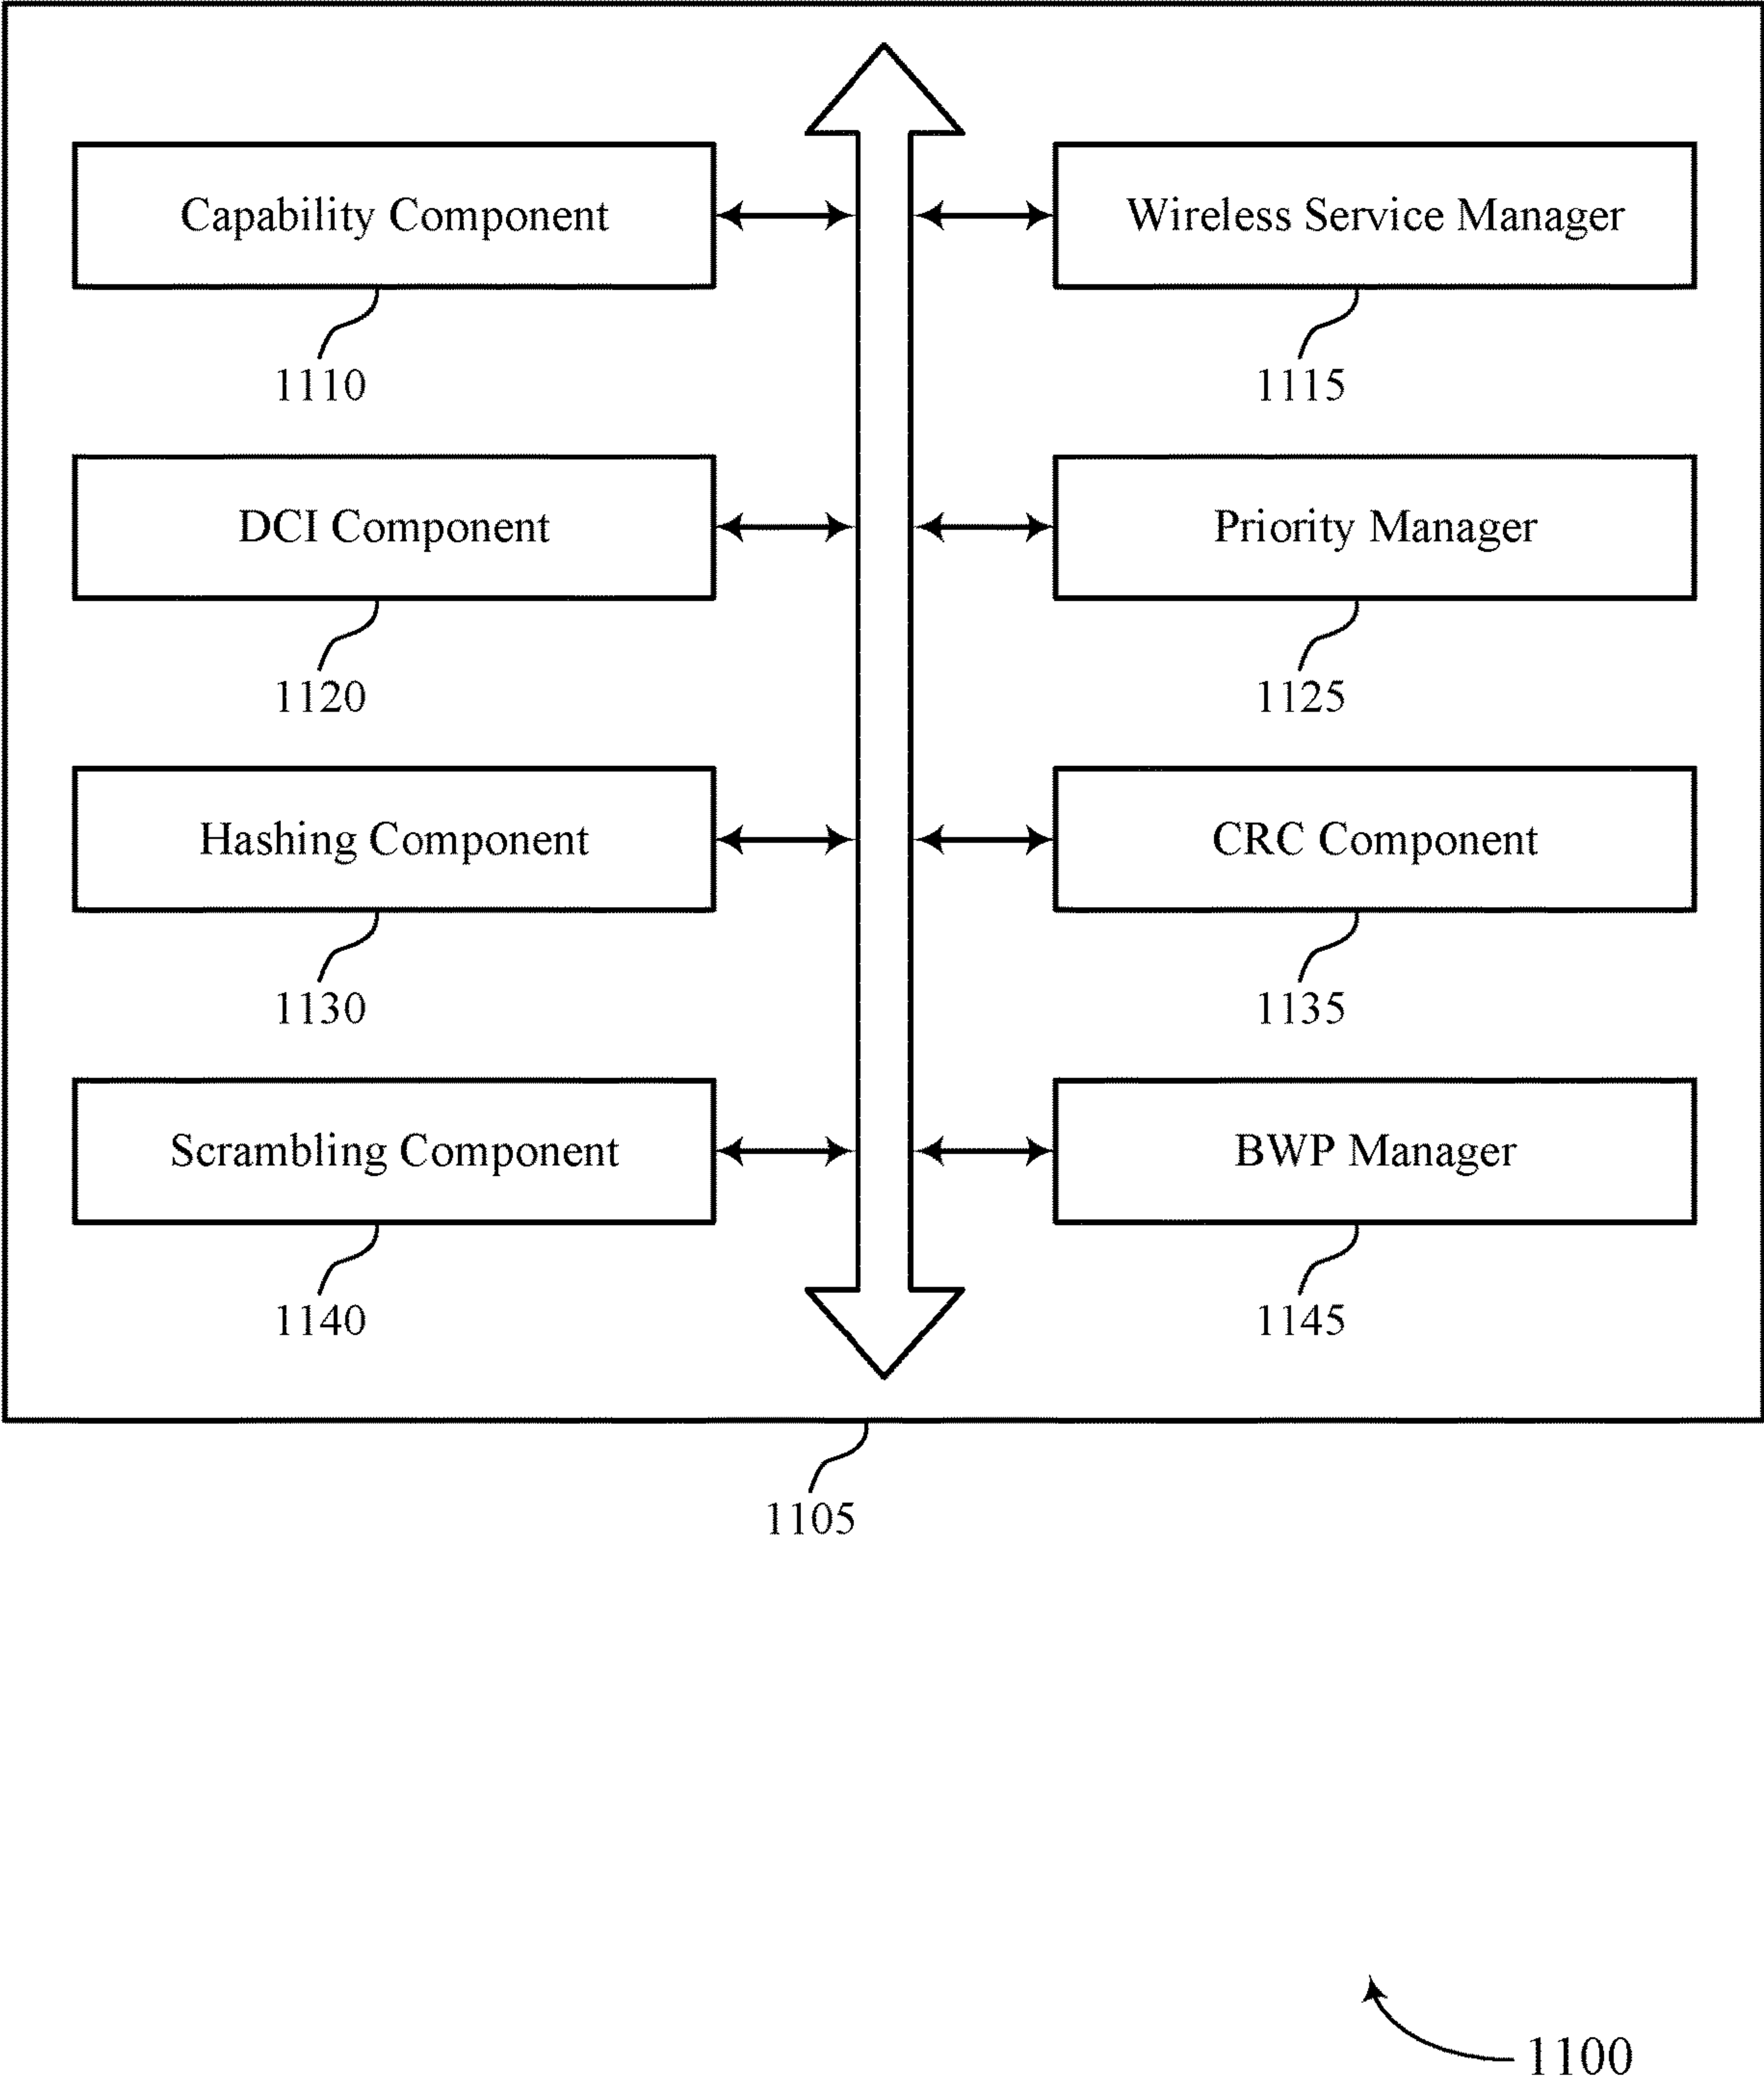 Capability Component
Wireless Service Manager
1110
1115
DCI Component
Priority Manager
1120
1125
Hashing Component
CRC Component
1130
1135
Scrambling Component
BWP Manager
1140
1145
1105
1100